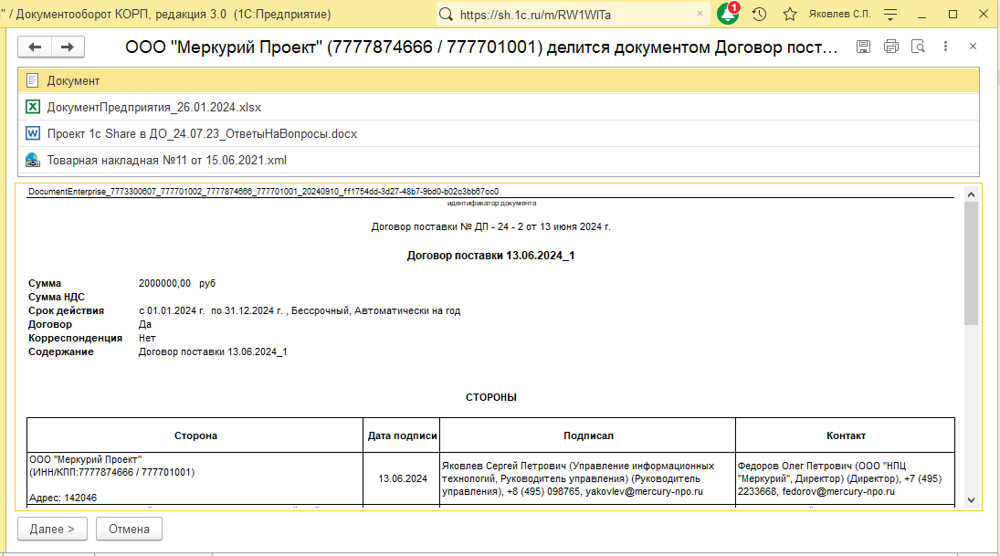 " / Документооборот КОРП, редакция 3.0 (1С:Предприятие)
https://sh.1c.ru/m/RW1WlTa
1
Яковлев С.П.
ООО "Меркурий Проект" (7777874666 / 777701001) делится документом Договор пост...
Документ
ДокументПредприятия_26.01.2024.xlsx
Проект 1с Share в ДО_24.07.23_ОтветыНаВопросы.docx
Товарная накладная №11 от 15.06.2021.xml
DocumentEnterprise_7773300607_777701002_7777874666_777701001_20240910_ff1754dd-3d27-48b7-9bd0-b02c3bb67cc0
идентификатор документа
Договор поставки № ДП - 24 - 2 от 13 июня 2024 г.
Договор поставки 13.06.2024_1
Сумма 2000000,00 руб
Сумма НДС
Срок действия с 01.01.2024 г. по 31.12.2024 г. , Бессрочный, Автоматически на год
Договор Да
Корреспонденция Нет
Содержание Договор поставки 13.06.2024_1
СТОРОНЫ
Сторона Дата подписи Подписал Контакт
ООО "Меркурий Проект"
(ИНН/КПП:7777874666 / 777701001)
Адрес: 142046
13.06.2024
Яковлев Сергей Петрович (Управление информационных
технологий, Руководитель управления) (Руководитель
управления), +8 (495) 098765, yakovlev@mercury-npo.ru
Федоров Олег Петрович (ООО "НПЦ
"Меркурий", Директор) (Директор), +7 (495)
2233668, fedorov@mercury-npo.ru
Далее >
Отмена